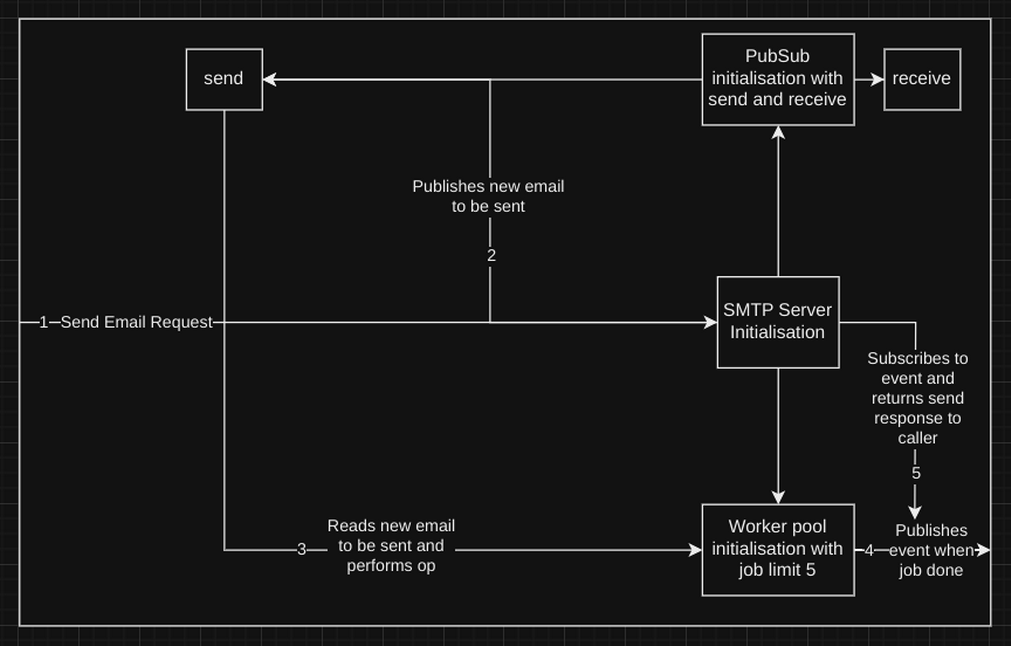 send
PubSub
initialisation with
send and receive
receive
Publishes new email
to be sent
2
1
Send Email Request
SMTP Server
Initialisation
Subscribes to
event and
returns send
response to
caller
5
3
Reads new email
to be sent and
performs op
Worker pool
initialisation with
job limit 5
4
Publishes
event when
job done